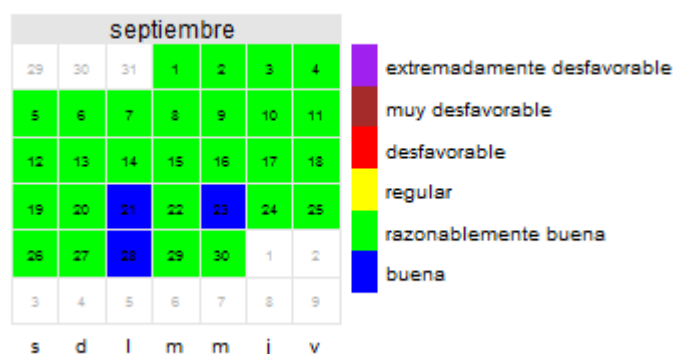 septiembre
29 30 31 1 2 3 4
5 6 7 8 9 10 11
12 13 14 15 16 17 18
19 20 21 22 23 24 25
26 27 28 29 30 1 2
3 4 5 6 7 8 9
s d l m m j v
extremadamente desfavorable
muy desfavorable
desfavorable
regular
razonablemente buena
buena